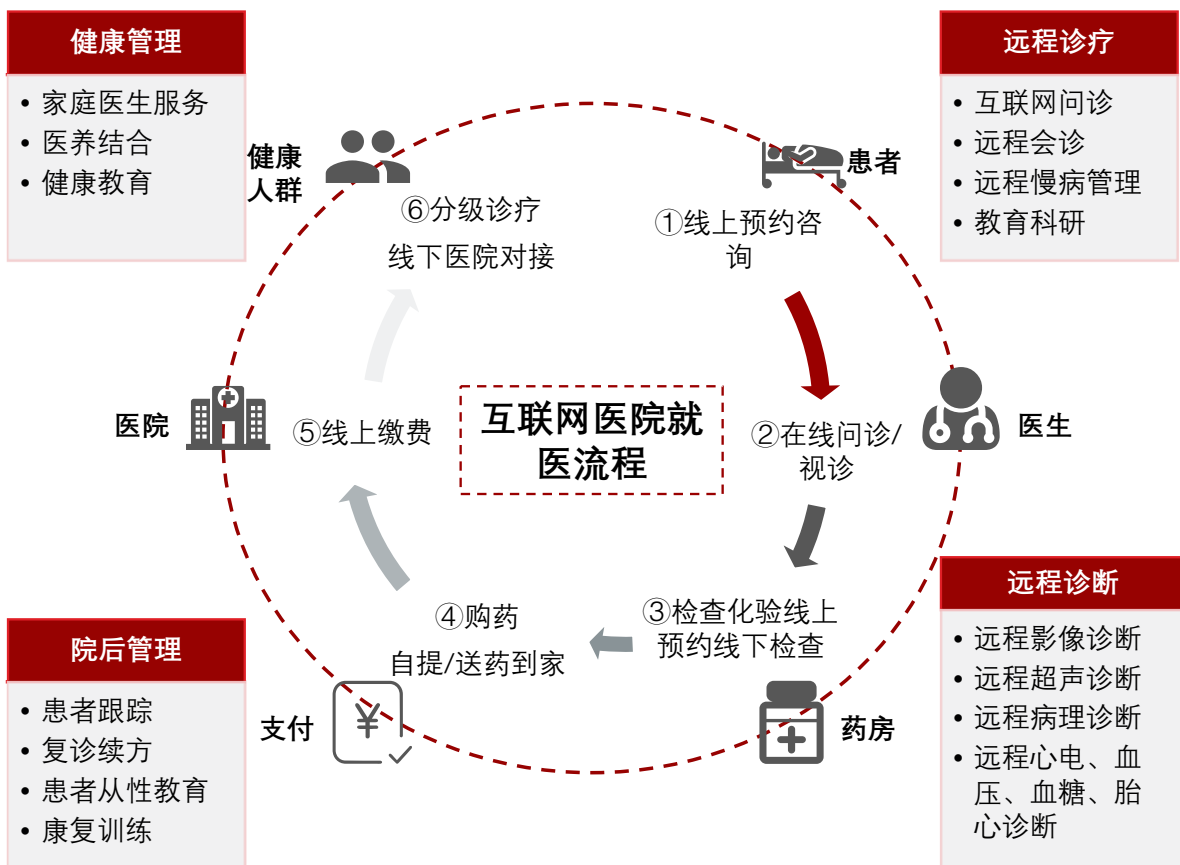 健康管理
• 家庭医生服务
• 医养结合
• 健康教育
远程诊疗
• 互联网问诊
• 远程会诊
• 远程慢病管理
• 教育科研
健康
人群
患者
⑥分级诊疗
线下医院对接
①线上预约咨
询
医院
⑤线上缴费
互联网医院就
医流程
②在线问诊/
视诊
医生
④购药
自提/送药到家
③检查化验线上
预约线下检查
支付
¥
药房
院后管理
• 患者跟踪
• 复诊续方
• 患者从性教育
• 康复训练
远程诊断
• 远程影像诊断
• 远程超声诊断
• 远程病理诊断
• 远程心电、血
压、血糖、胎
心诊断